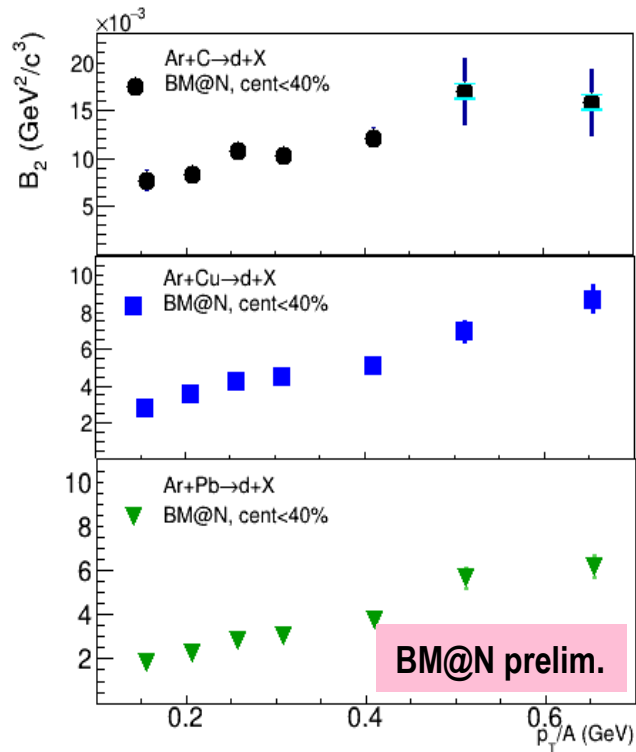 ×10⁻³
B₂ (GeV²/c³)
20
15
10
5
Ar+C→d+X
BM@N, cent<40%
10
8
6
4
2
Ar+Cu→d+X
BM@N, cent<40%
10
8
6
4
2
Ar+Pb→d+X
BM@N, cent<40%
BM@N prelim.
0.2
0.4
0.6
p_T/A (GeV)